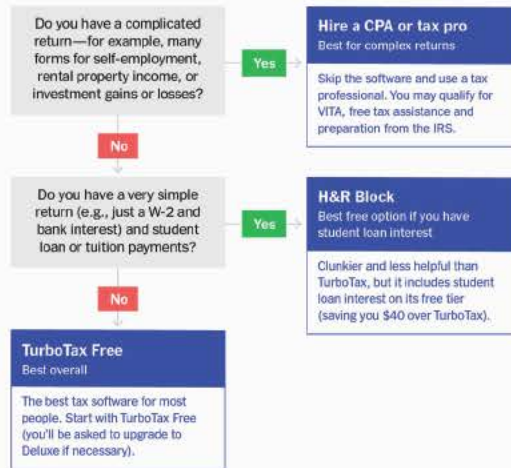 Do you have a complicated
return—for example, many
forms for self-employment,
rental property income, or
investment gains or losses?
Yes
Hire a CPA or tax pro
Best for complex returns
Skip the software and use a tax
professional. You may qualify for
VITA, free tax assistance and
preparation from the IRS.
No
Do you have a very simple
return (e.g., just a W-2 and
bank interest) and student
loan or tuition payments?
Yes
H&R Block
Best free option if you have
student loan interest
Clunkier and less helpful than
TurboTax, but it includes student
loan interest on its free tier
(saving you $40 over TurboTax).
No
TurboTax Free
Best overall
The best tax software for most
people. Start with TurboTax Free
(you'll be asked to upgrade to
Deluxe if necessary).